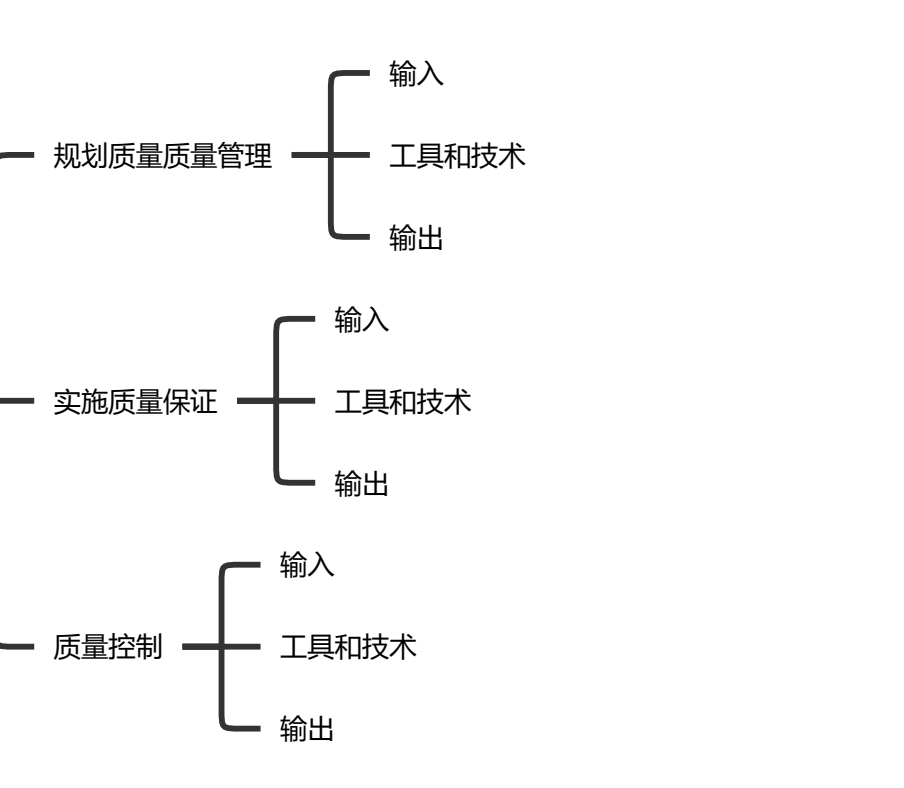 输入
规划质量质量管理
工具和技术
输出
输入
实施质量保证
工具和技术
输出
输入
质量控制
工具和技术
输出